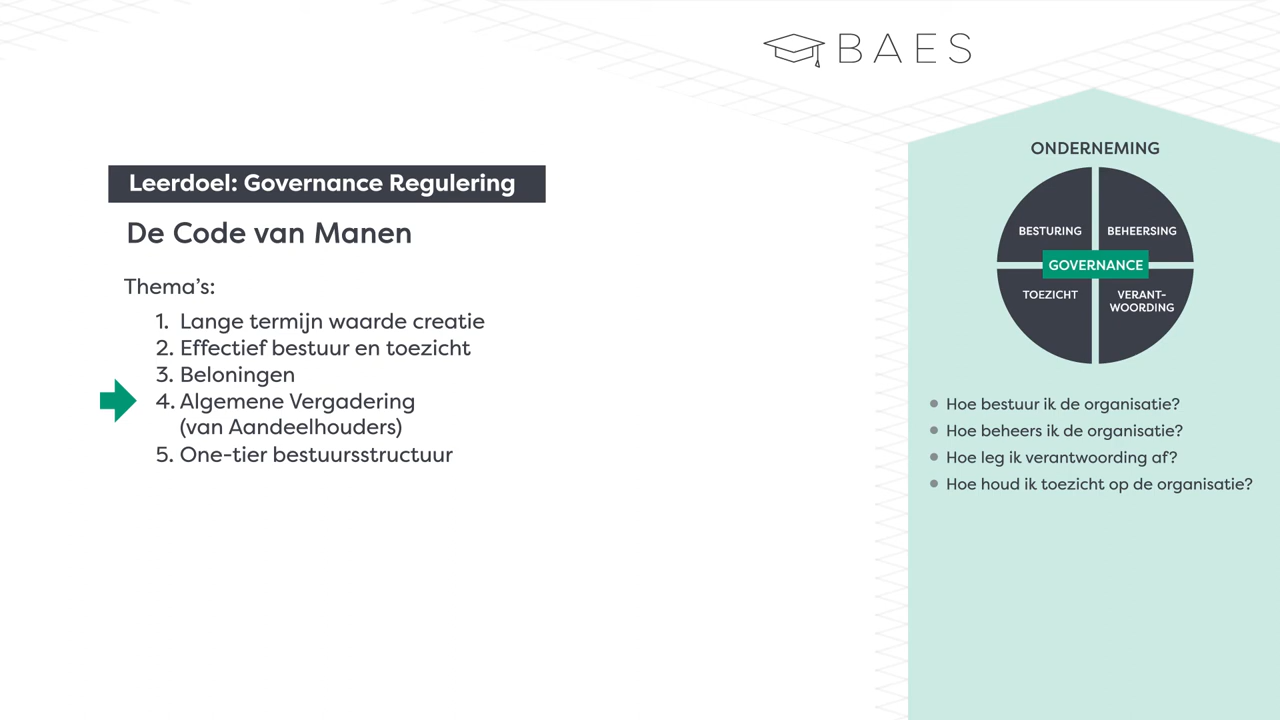 BAES
Leerdoel: Governance Regulering
De Code van Manen
Thema's:
1. Lange termijn waarde creatie
2. Effectief bestuur en toezicht
3. Beloningen
4. Algemene Vergadering
(van Aandeelhouders)
5. One-tier bestuursstructuur
ONDERNEMING
BESTURING
BEHEERSING
GOVERNANCE
TOEZICHT
VERANT-
WOORDING
Hoe bestuur ik de organisatie?
Hoe beheers ik de organisatie?
Hoe leg ik verantwoording af?
Hoe houd ik toezicht op de organisatie?